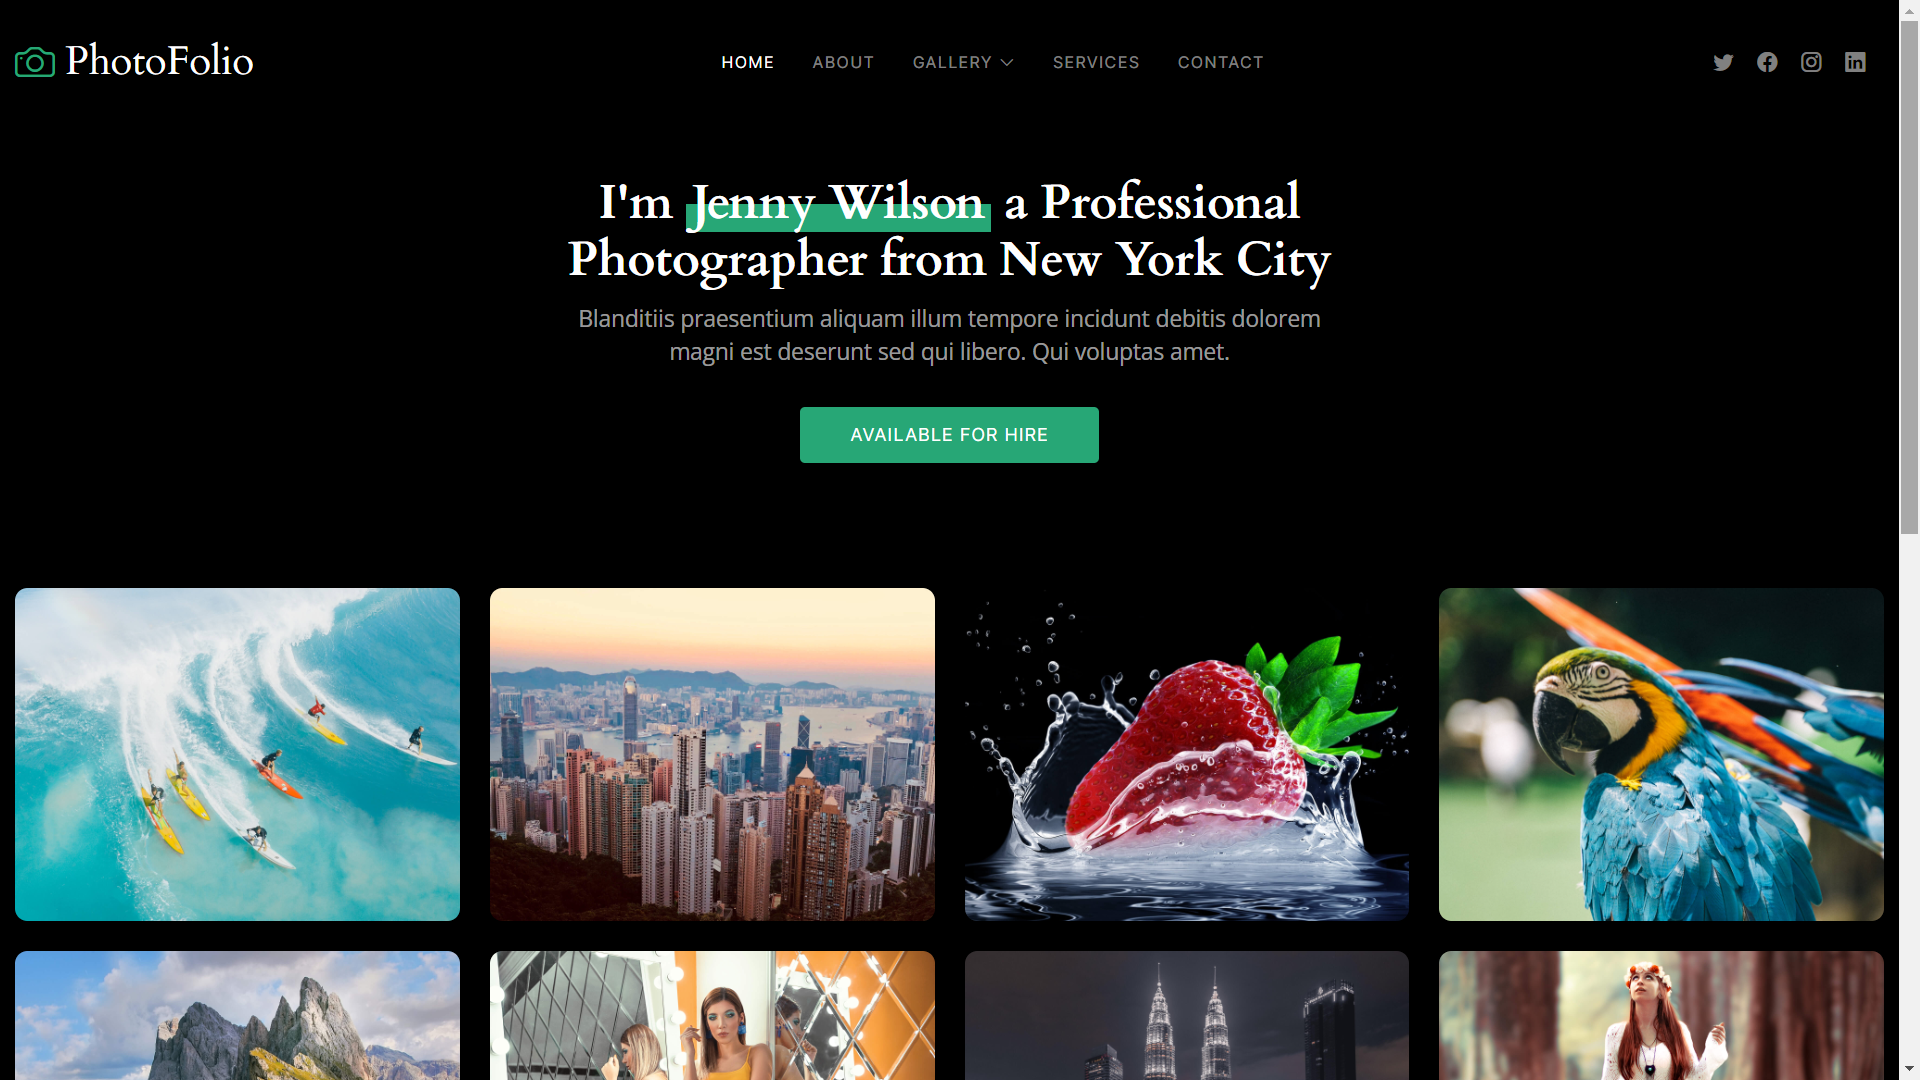 PhotoFolio
HOME ABOUT GALLERY SERVICES CONTACT
I'm Jenny Wilson a Professional
Photographer from New York City
Blanditiis praesentium aliquam illum tempore incidunt debitis dolorem
magni est deserunt sed qui libero. Qui voluptas amet.
AVAILABLE FOR HIRE